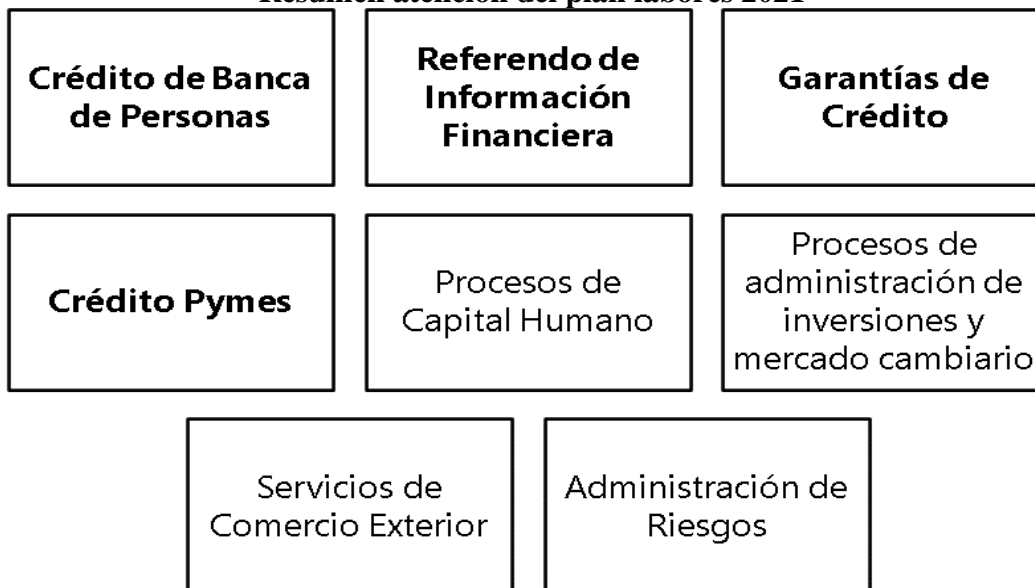 Resumen atención del plan labores 2021
Crédito de Banca
de Personas
Referendo de
Información
Financiera
Garantías de
Crédito
Crédito Pymes
Procesos de
Capital Humano
Procesos de
administración de
inversiones y
mercado cambiario
Servicios de
Comercio Exterior
Administración de
Riesgos